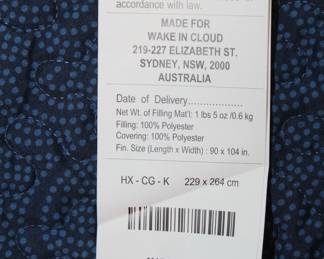 accordance with law.
MADE FOR
WAKE IN CLOUD
219-227 ELIZABETH ST.
SYDNEY, NSW, 2000
AUSTRALIA
Date of Delivery..................
Net Wt. of Filling Mat'l: 1 lbs 5 oz /0.6 kg
Filling: 100% Polyester
Covering: 100% Polyester
Fin. Size (Length x Width) : 90 x 104 in.
HX - CG - K 229 x 264 cm